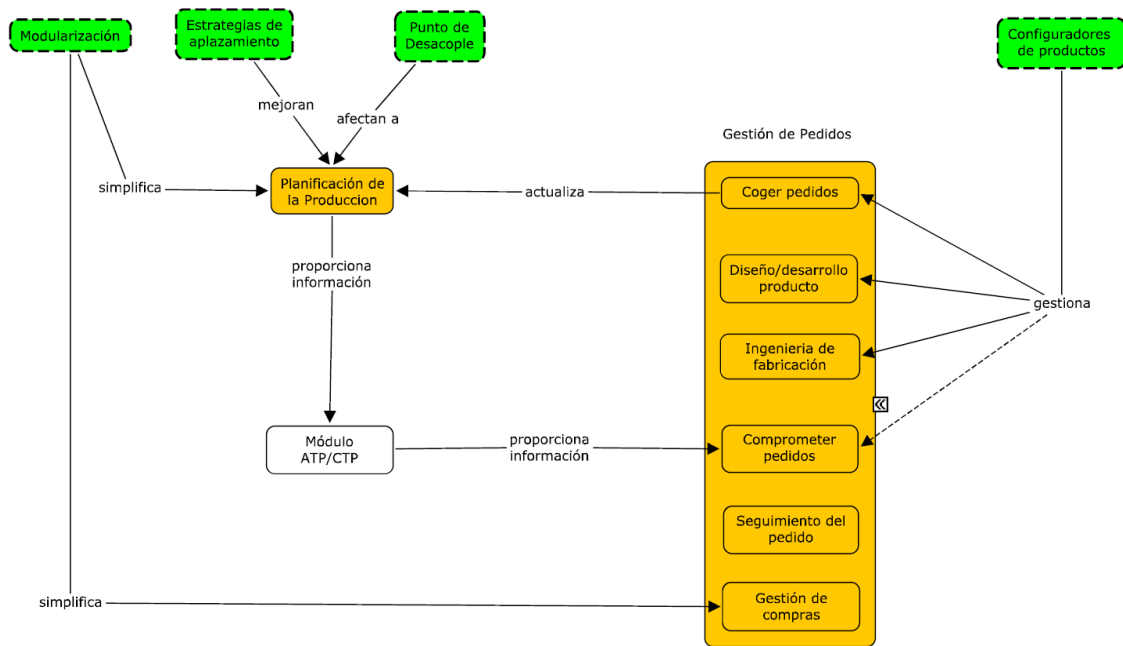 Modularización
Estrategias de
aplazamiento
Punto de
Desacople
Configuradores
de productos
mejoran
afectan a
Gestión de Pedidos
simplifica
Planificación de
la Produccion
actualiza
Coger pedidos
proporciona
información
Diseño/desarrollo
producto
gestiona
Ingenieria de
fabricación
Módulo
ATP/CTP
proporciona
información
Comprometer
pedidos
Seguimiento del
pedido
simplifica
Gestión de
compras